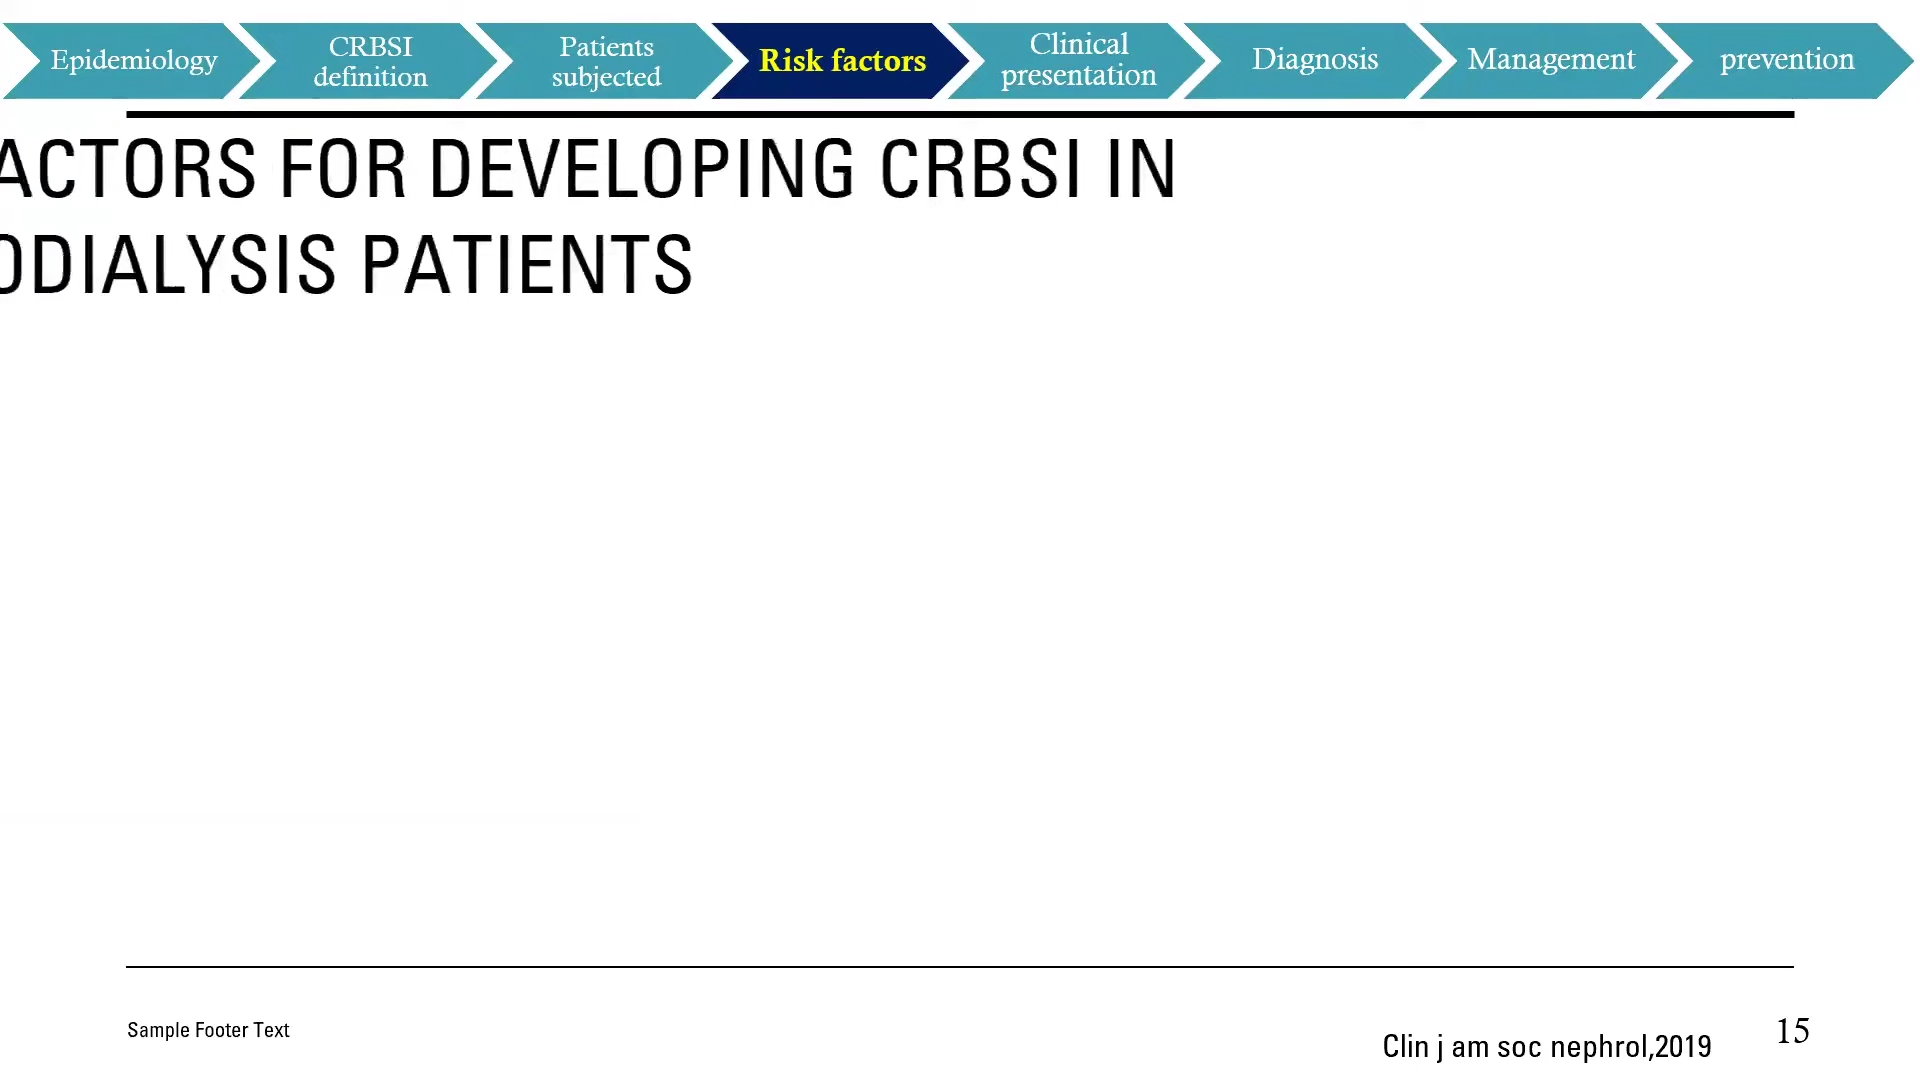 Epidemiology
CRBSI
definition
Patients
subjected
Risk factors
Clinical
presentation
Diagnosis
Management
prevention
ACTORS FOR DEVELOPING CRBSI IN
ODIALYSIS PATIENTS
Sample Footer Text
Clin j am soc nephrol,2019
15